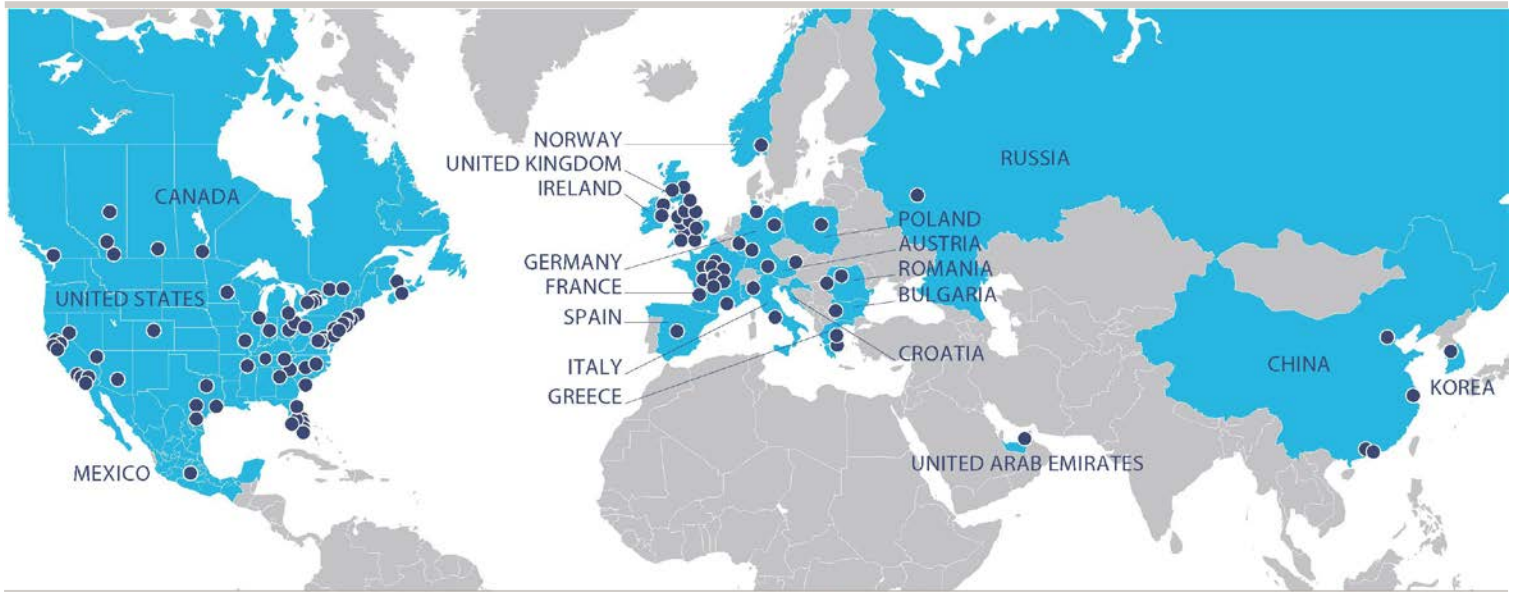 CANADA
UNITED STATES
MEXICO
NORWAY
UNITED KINGDOM
IRELAND
GERMANY
FRANCE
SPAIN
ITALY
GREECE
RUSSIA
POLAND
AUSTRIA
ROMANIA
BULGARIA
CROATIA
UNITED ARAB EMIRATES
CHINA
KOREA